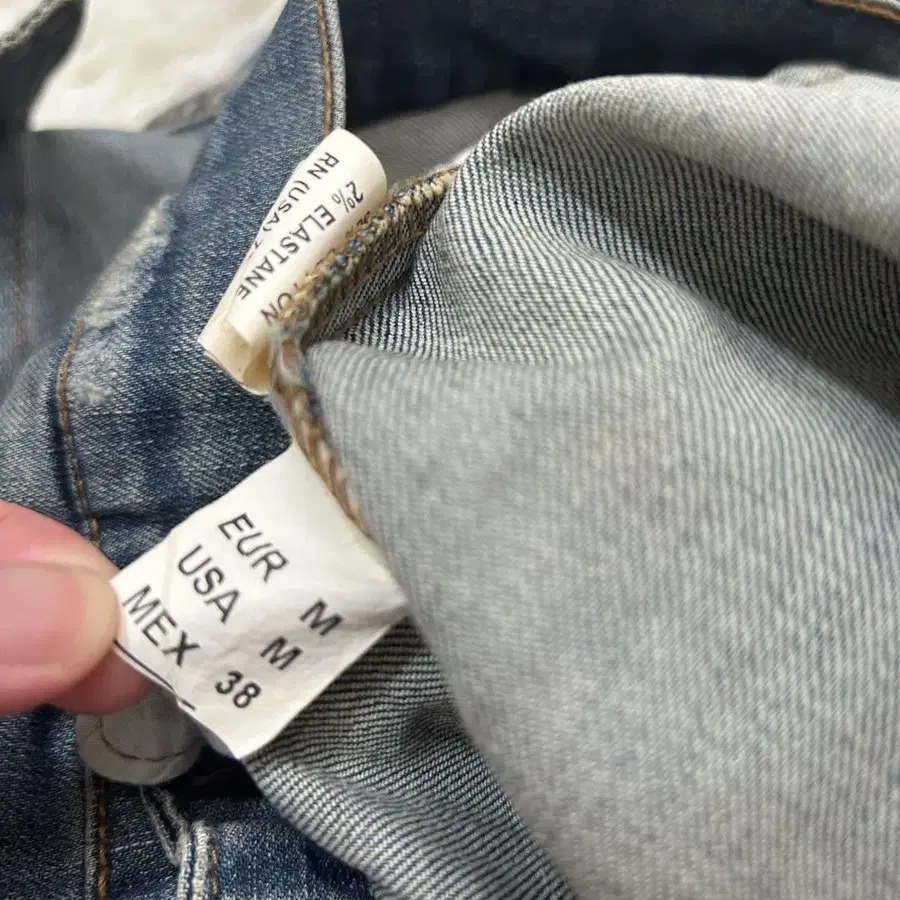 2% ELASTANE
RN (USA)
EUR M
USA M
MEX 38